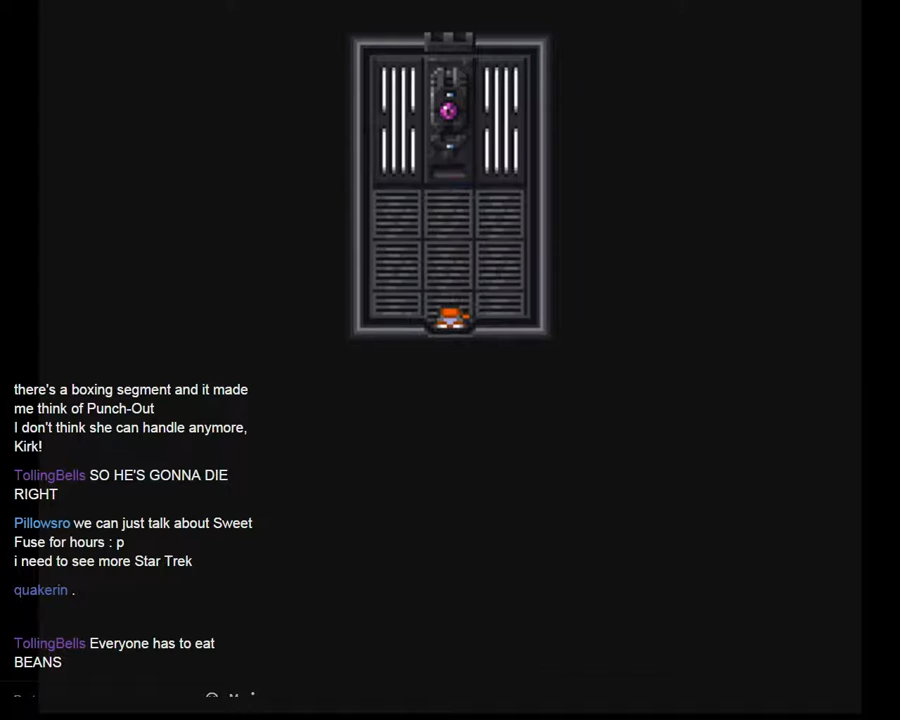 there's a boxing segment and it made
me think of Punch-Out
I don't think she can handle anymore,
Kirk!
TollingBells SO HE'S GONNA DIE
RIGHT
Pillowsro we can just talk about Sweet
Fuse for hours : p
i need to see more Star Trek
quakerin .
TollingBells Everyone has to eat
BEANS